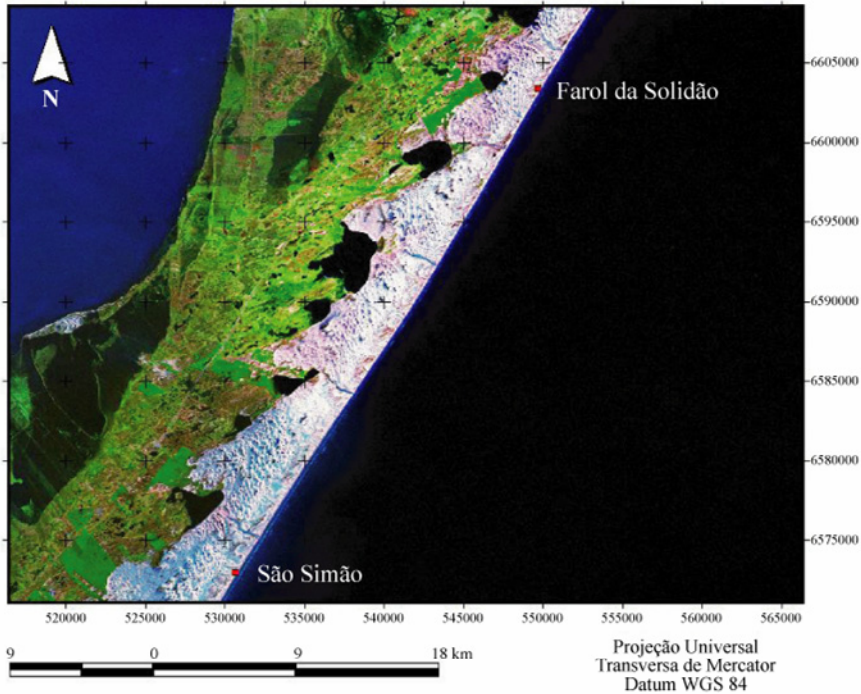 N
6605000
Farol da Solidão
6600000
6595000
6590000
6585000
6580000
6575000
São Simão
520000 525000 530000 535000 540000 545000 550000 555000 560000 565000
9 0 9 18 km
Projeção Universal
Transversa de Mercator
Datum WGS 84